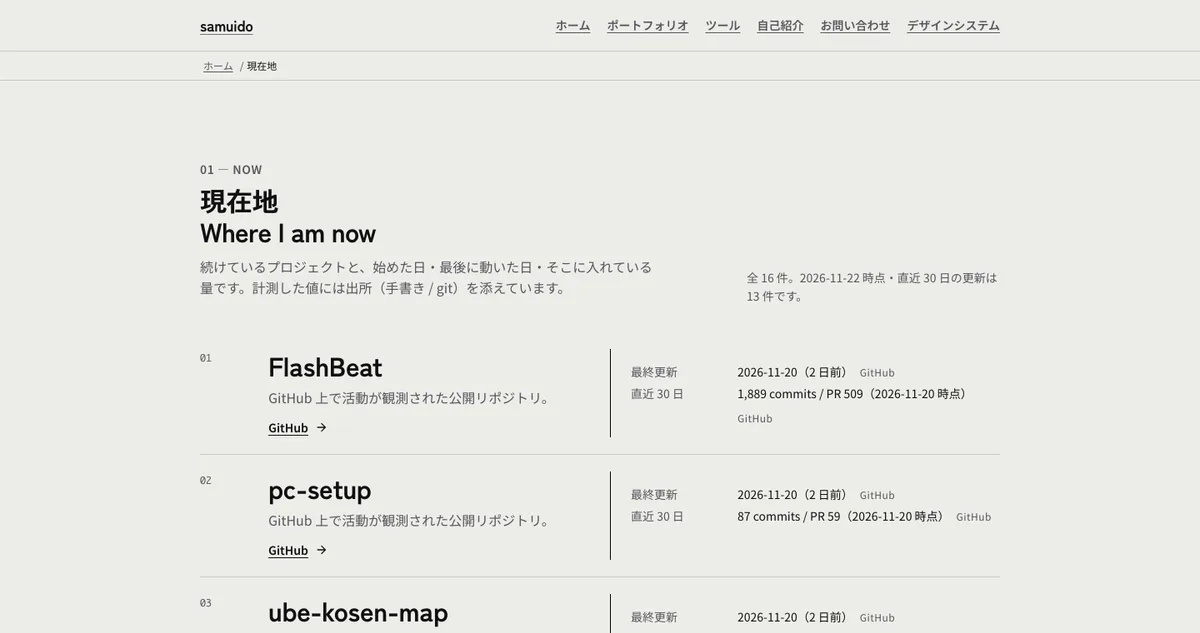 samuido
ホーム ポートフォリオ ツール 自己紹介 お問い合わせ デザインシステム
ホーム / 現在地
01 — NOW
現在地
Where I am now
続けているプロジェクトと、始めた日・最後に動いた日・そこに入れている
量です。計測した値には出所（手書き / git）を添えています。
全 16 件。2026-11-22 時点・直近 30 日の更新は
13 件です。
01
FlashBeat
GitHub 上で活動が観測された公開リポジトリ。
GitHub →
最終更新 2026-11-20（2 日前） GitHub
直近 30 日 1,889 commits / PR 509（2026-11-20 時点）
GitHub
02
pc-setup
GitHub 上で活動が観測された公開リポジトリ。
GitHub →
最終更新 2026-11-20（2 日前） GitHub
直近 30 日 87 commits / PR 59（2026-11-20 時点） GitHub
03
ube-kosen-map
最終更新 2026-11-20（2 日前） GitHub